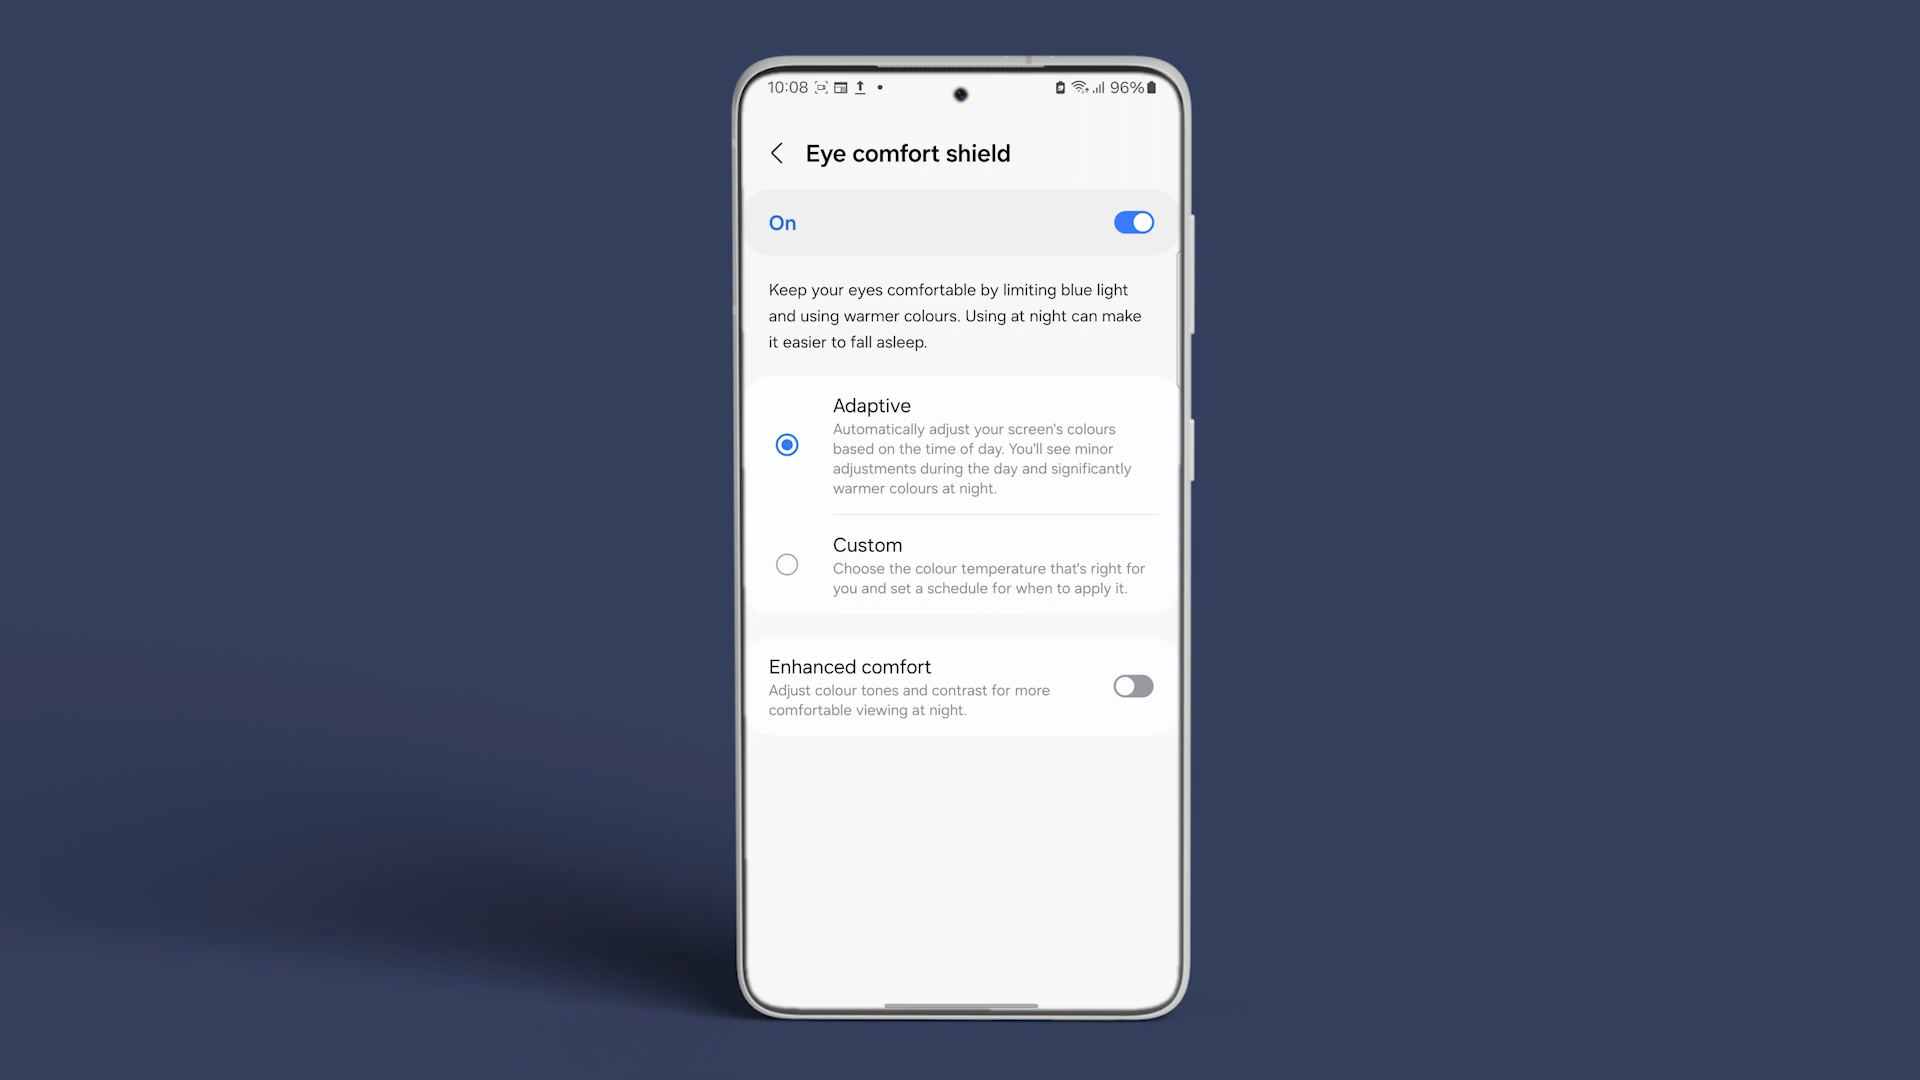 10:08 96%
Eye comfort shield
On
Keep your eyes comfortable by limiting blue light
and using warmer colours. Using at night can make
it easier to fall asleep.
Adaptive
Automatically adjust your screen's colours
based on the time of day. You'll see minor
adjustments during the day and significantly
warmer colours at night.
Custom
Choose the colour temperature that's right for
you and set a schedule for when to apply it.
Enhanced comfort
Adjust colour tones and contrast for more
comfortable viewing at night.